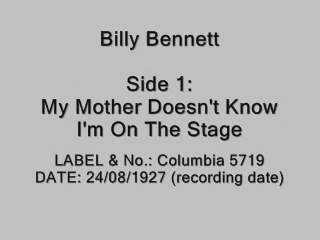 Billy Bennett
Side 1:
My Mother Doesn't Know
I'm On The Stage
LABEL & No.: Columbia 5719
DATE: 24/08/1927 (recording date)